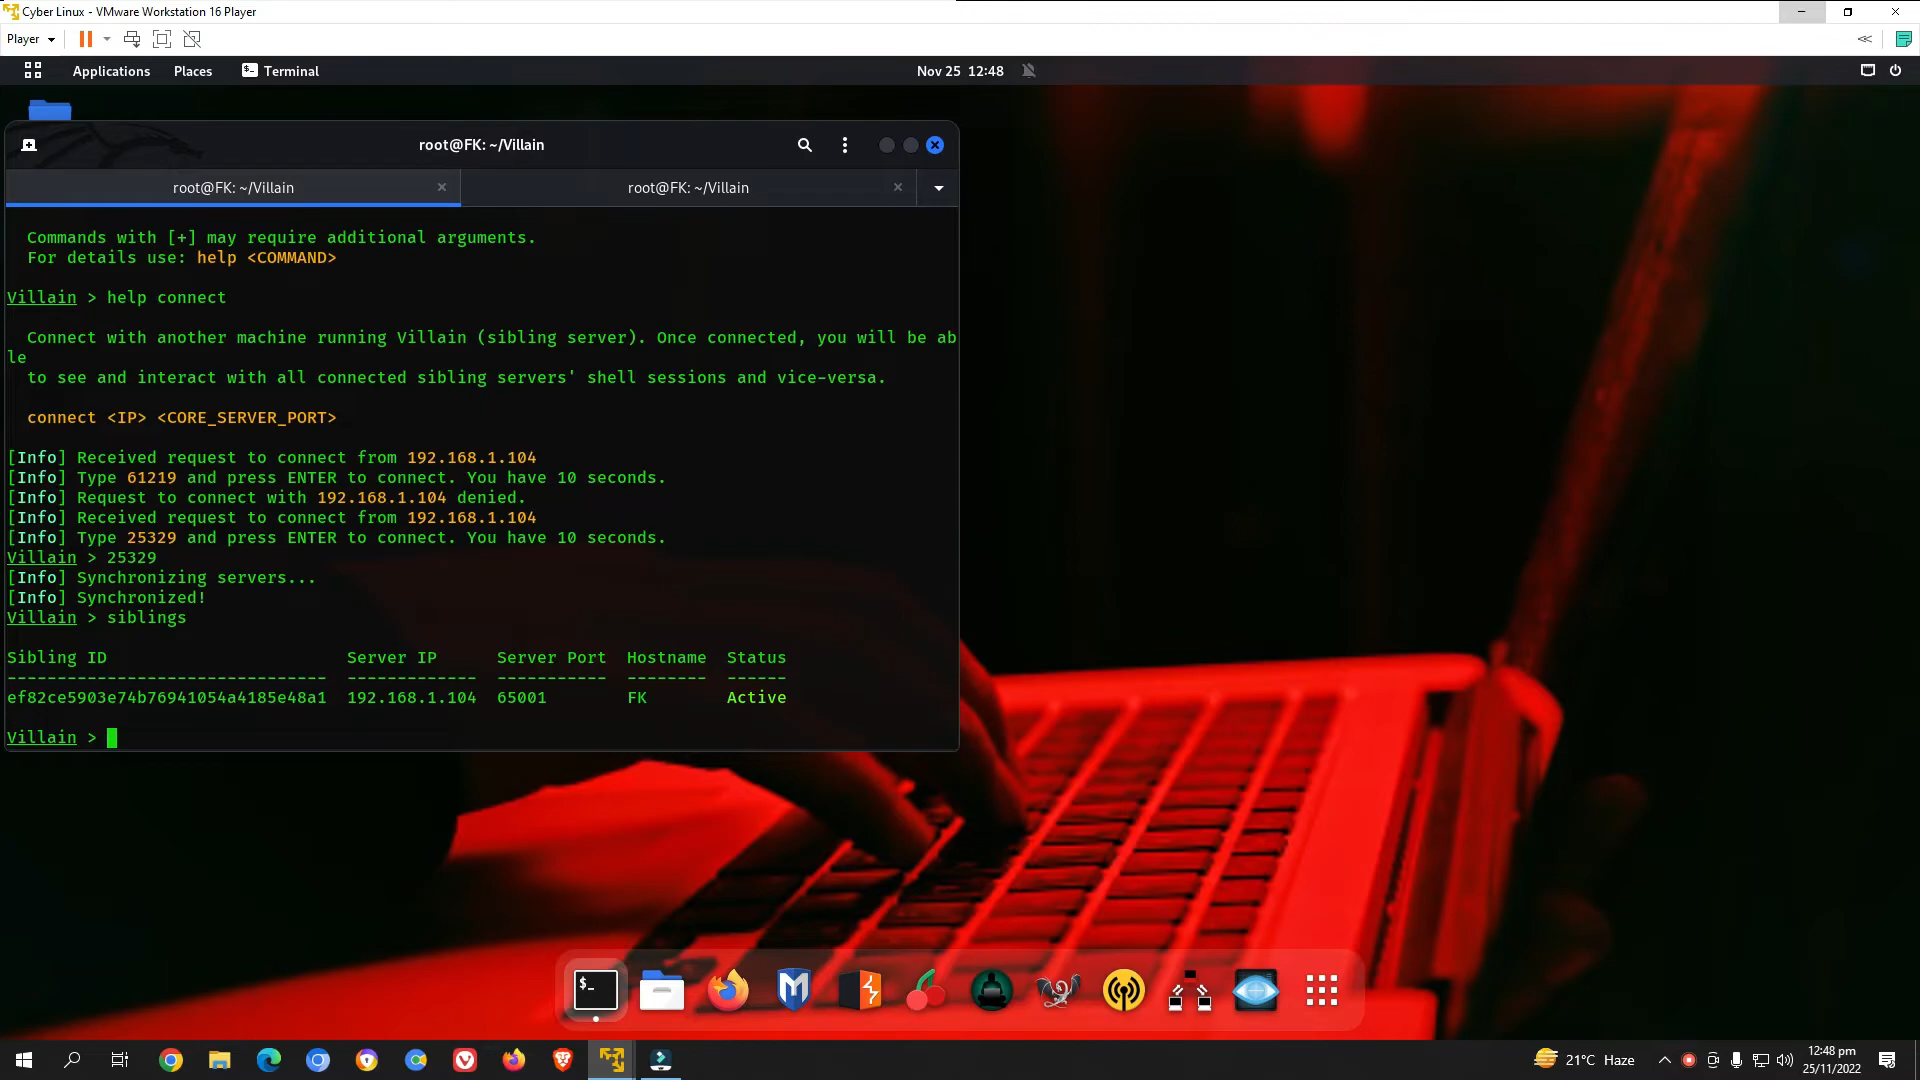 Cyber Linux - VMware Workstation 16 Player
Player
Applications Places Terminal Nov 25 12:48
root@FK: ~/Villain
root@FK: ~/Villain root@FK: ~/Villain
Commands with [+] may require additional arguments.
For details use: help <COMMAND>
Villain > help connect
Connect with another machine running Villain (sibling server). Once connected, you will be ab
le
to see and interact with all connected sibling servers' shell sessions and vice-versa.
connect <IP> <CORE_SERVER_PORT>
[Info] Received request to connect from 192.168.1.104
[Info] Type 61219 and press ENTER to connect. You have 10 seconds.
[Info] Request to connect with 192.168.1.104 denied.
[Info] Received request to connect from 192.168.1.104
[Info] Type 25329 and press ENTER to connect. You have 10 seconds.
Villain > 25329
[Info] Synchronizing servers...
[Info] Synchronized!
Villain > siblings
Sibling ID Server IP Server Port Hostname Status
-------------------------------- ------------- ----------- -------- ------
ef82ce5903e74b76941054a4185e48a1 192.168.1.104 65001 FK Active
Villain >
$_
21°C Haze
12:48 pm
25/11/2022